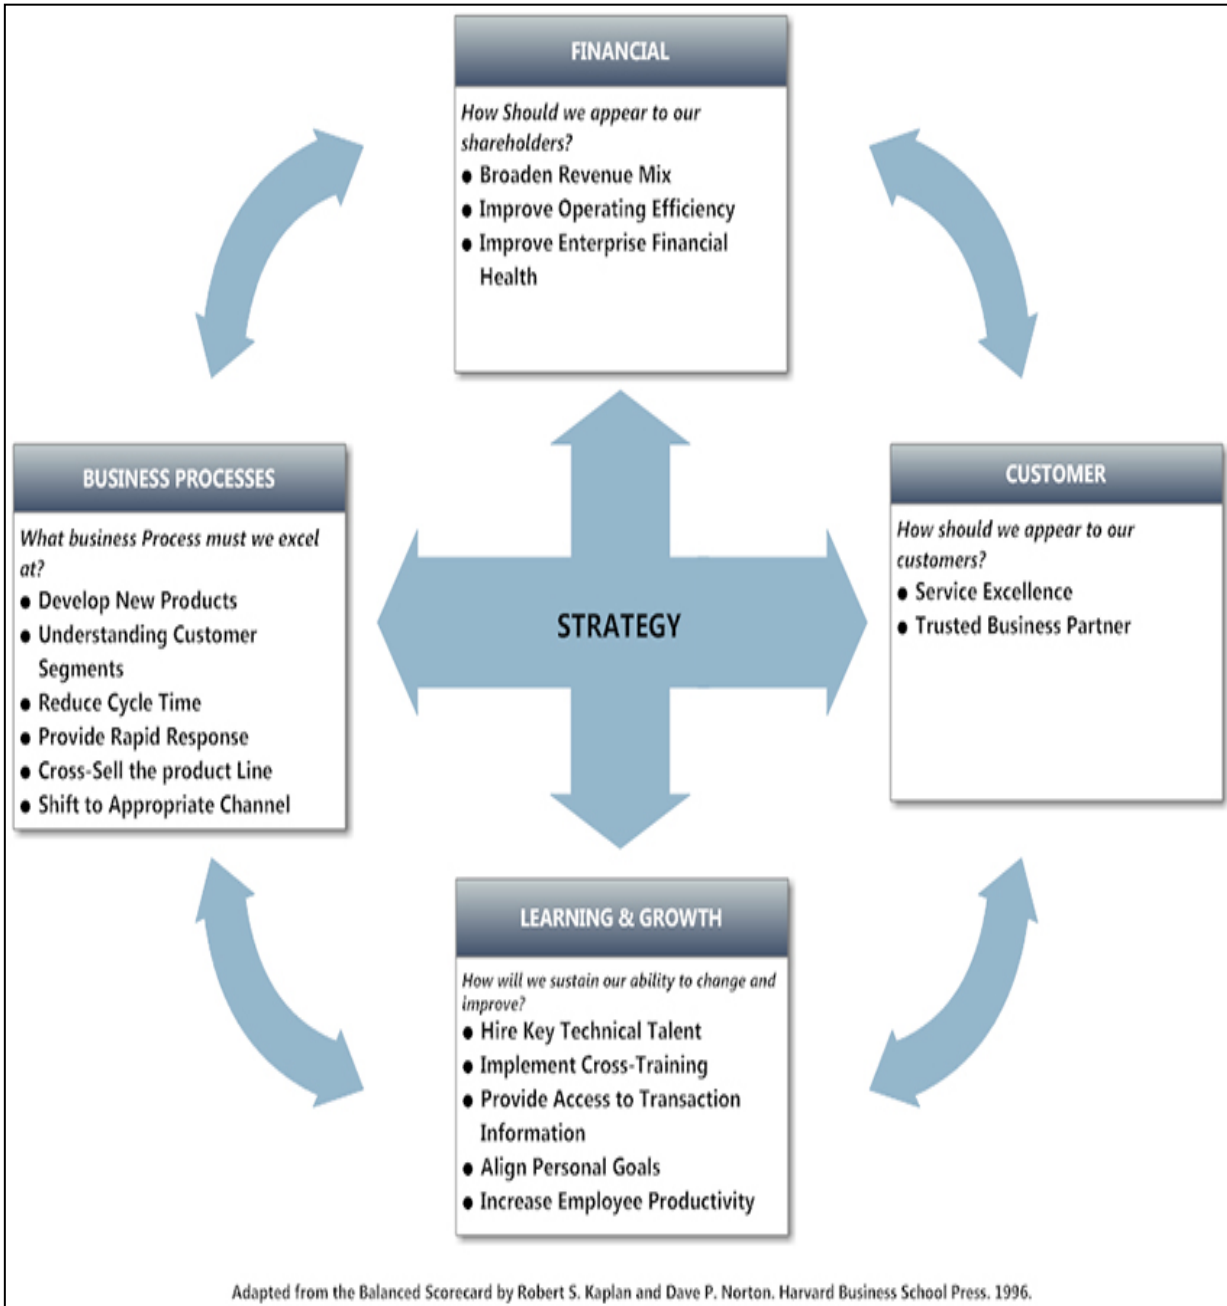 FINANCIAL
How Should we appear to our
shareholders?
● Broaden Revenue Mix
● Improve Operating Efficiency
● Improve Enterprise Financial
Health
BUSINESS PROCESSES
What business Process must we excel
at?
● Develop New Products
● Understanding Customer
Segments
● Reduce Cycle Time
● Provide Rapid Response
● Cross-Sell the product Line
● Shift to Appropriate Channel
STRATEGY
CUSTOMER
How should we appear to our
customers?
● Service Excellence
● Trusted Business Partner
LEARNING & GROWTH
How will we sustain our ability to change and
improve?
● Hire Key Technical Talent
● Implement Cross-Training
● Provide Access to Transaction
Information
● Align Personal Goals
● Increase Employee Productivity
Adapted from the Balanced Scorecard by Robert S. Kaplan and Dave P. Norton. Harvard Business School Press. 1996.